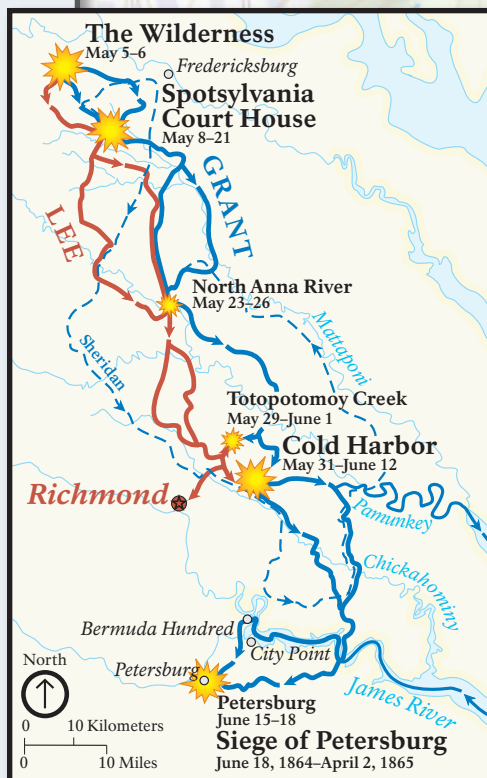 The Wilderness
May 5–6
Fredericksburg
Spotsylvania
Court House
May 8–21
GRANT
LEE
North Anna River
May 23–26
Mattaponi
Sheridan
Totopotomoy Creek
May 29–June 1
Cold Harbor
May 31–June 12
Richmond
Pamunkey
Chickahominy
Bermuda Hundred
City Point
North
Petersburg
James River
Petersburg
June 15–18
Siege of Petersburg
June 18, 1864–April 2, 1865
0 10 Kilometers
0 10 Miles